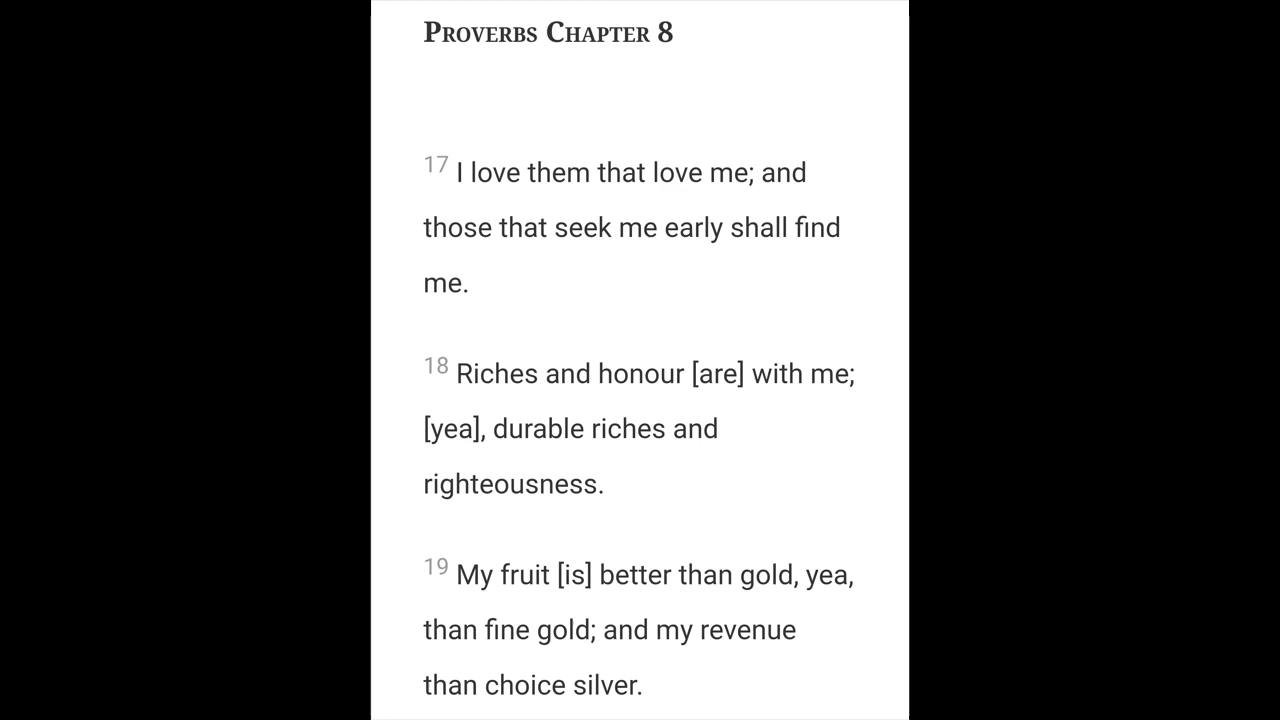 Proverbs Chapter 8
17 I love them that love me; and
those that seek me early shall find
me.
18 Riches and honour [are] with me;
[yea], durable riches and
righteousness.
19 My fruit [is] better than gold, yea,
than fine gold; and my revenue
than choice silver.